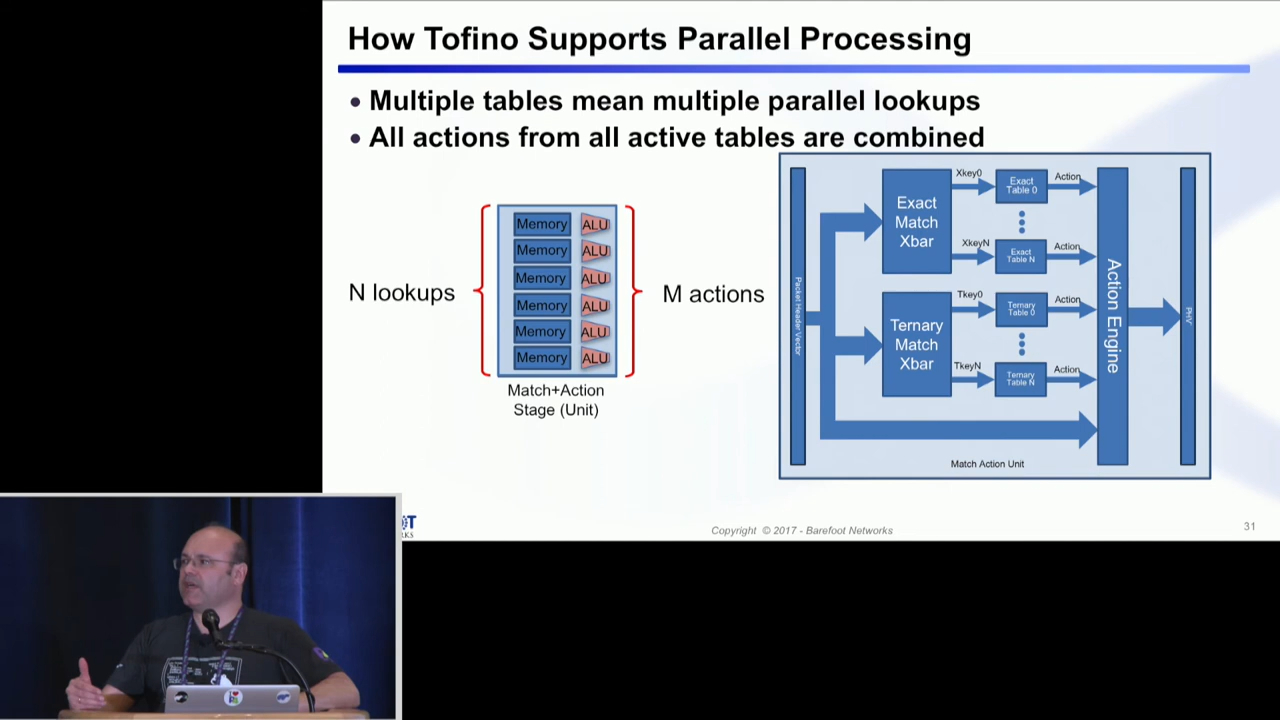 How Tofino Supports Parallel Processing
• Multiple tables mean multiple parallel lookups
• All actions from all active tables are combined
N lookups
Memory ALU
Memory ALU
Memory ALU
Memory ALU
Memory ALU
Memory ALU
M actions
Match+Action
Stage (Unit)
Packet Header Vector
Exact
Match
Xbar
Xkey0
Exact
Table 0
Action
XkeyN
Exact
Table N
Action
Ternary
Match
Xbar
Tkey0
Ternary
Table 0
Action
TkeyN
Ternary
Table N
Action
Action Engine
PHV
Match Action Unit
Copyright © 2017 - Barefoot Networks
31